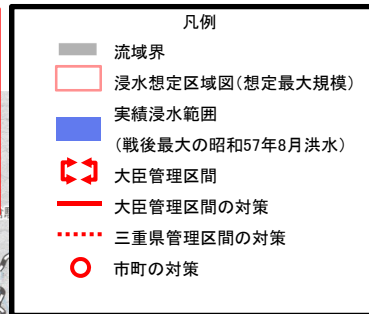 凡例
流域界
浸水想定区域図(想定最大規模)
実績浸水範囲
(戦後最大の昭和57年8月洪水)
大臣管理区間
大臣管理区間の対策
三重県管理区間の対策
市町の対策